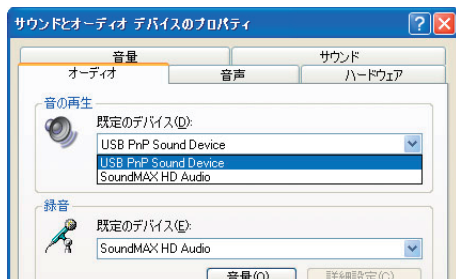 サウンドとオーディオ デバイスのプロパティ
音量 サウンド
オーディオ 音声 ハードウェア
音の再生
既定のデバイス(D):
USB PnP Sound Device
USB PnP Sound Device
SoundMAX HD Audio
録音
既定のデバイス(E):
SoundMAX HD Audio
音量(O) 詳細設定(C)